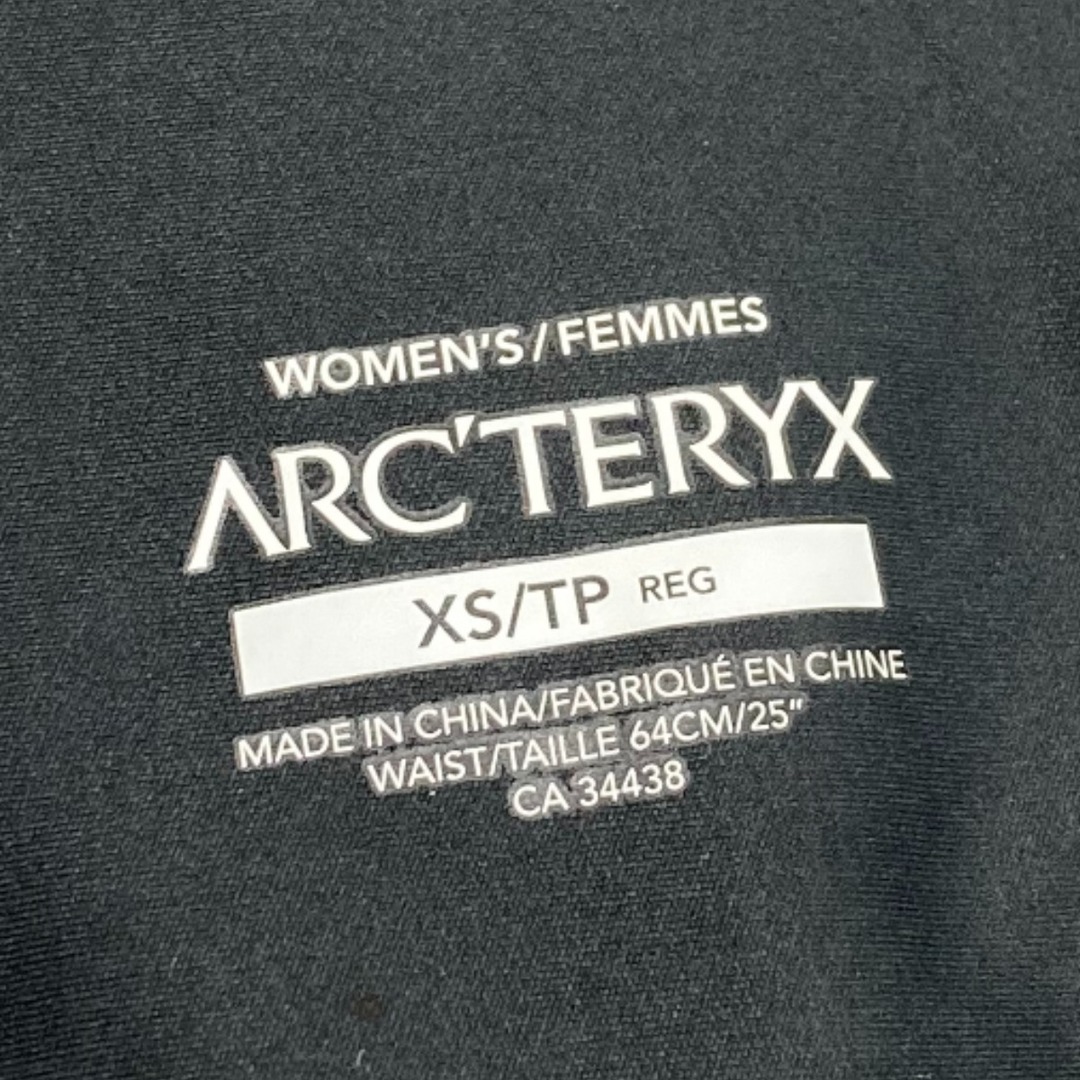 WOMEN'S/FEMMES
ARC'TERYX
XS/TP REG
MADE IN CHINA/FABRIQUÉ EN CHINE
WAIST/TAILLE 64CM/25"
CA 34438